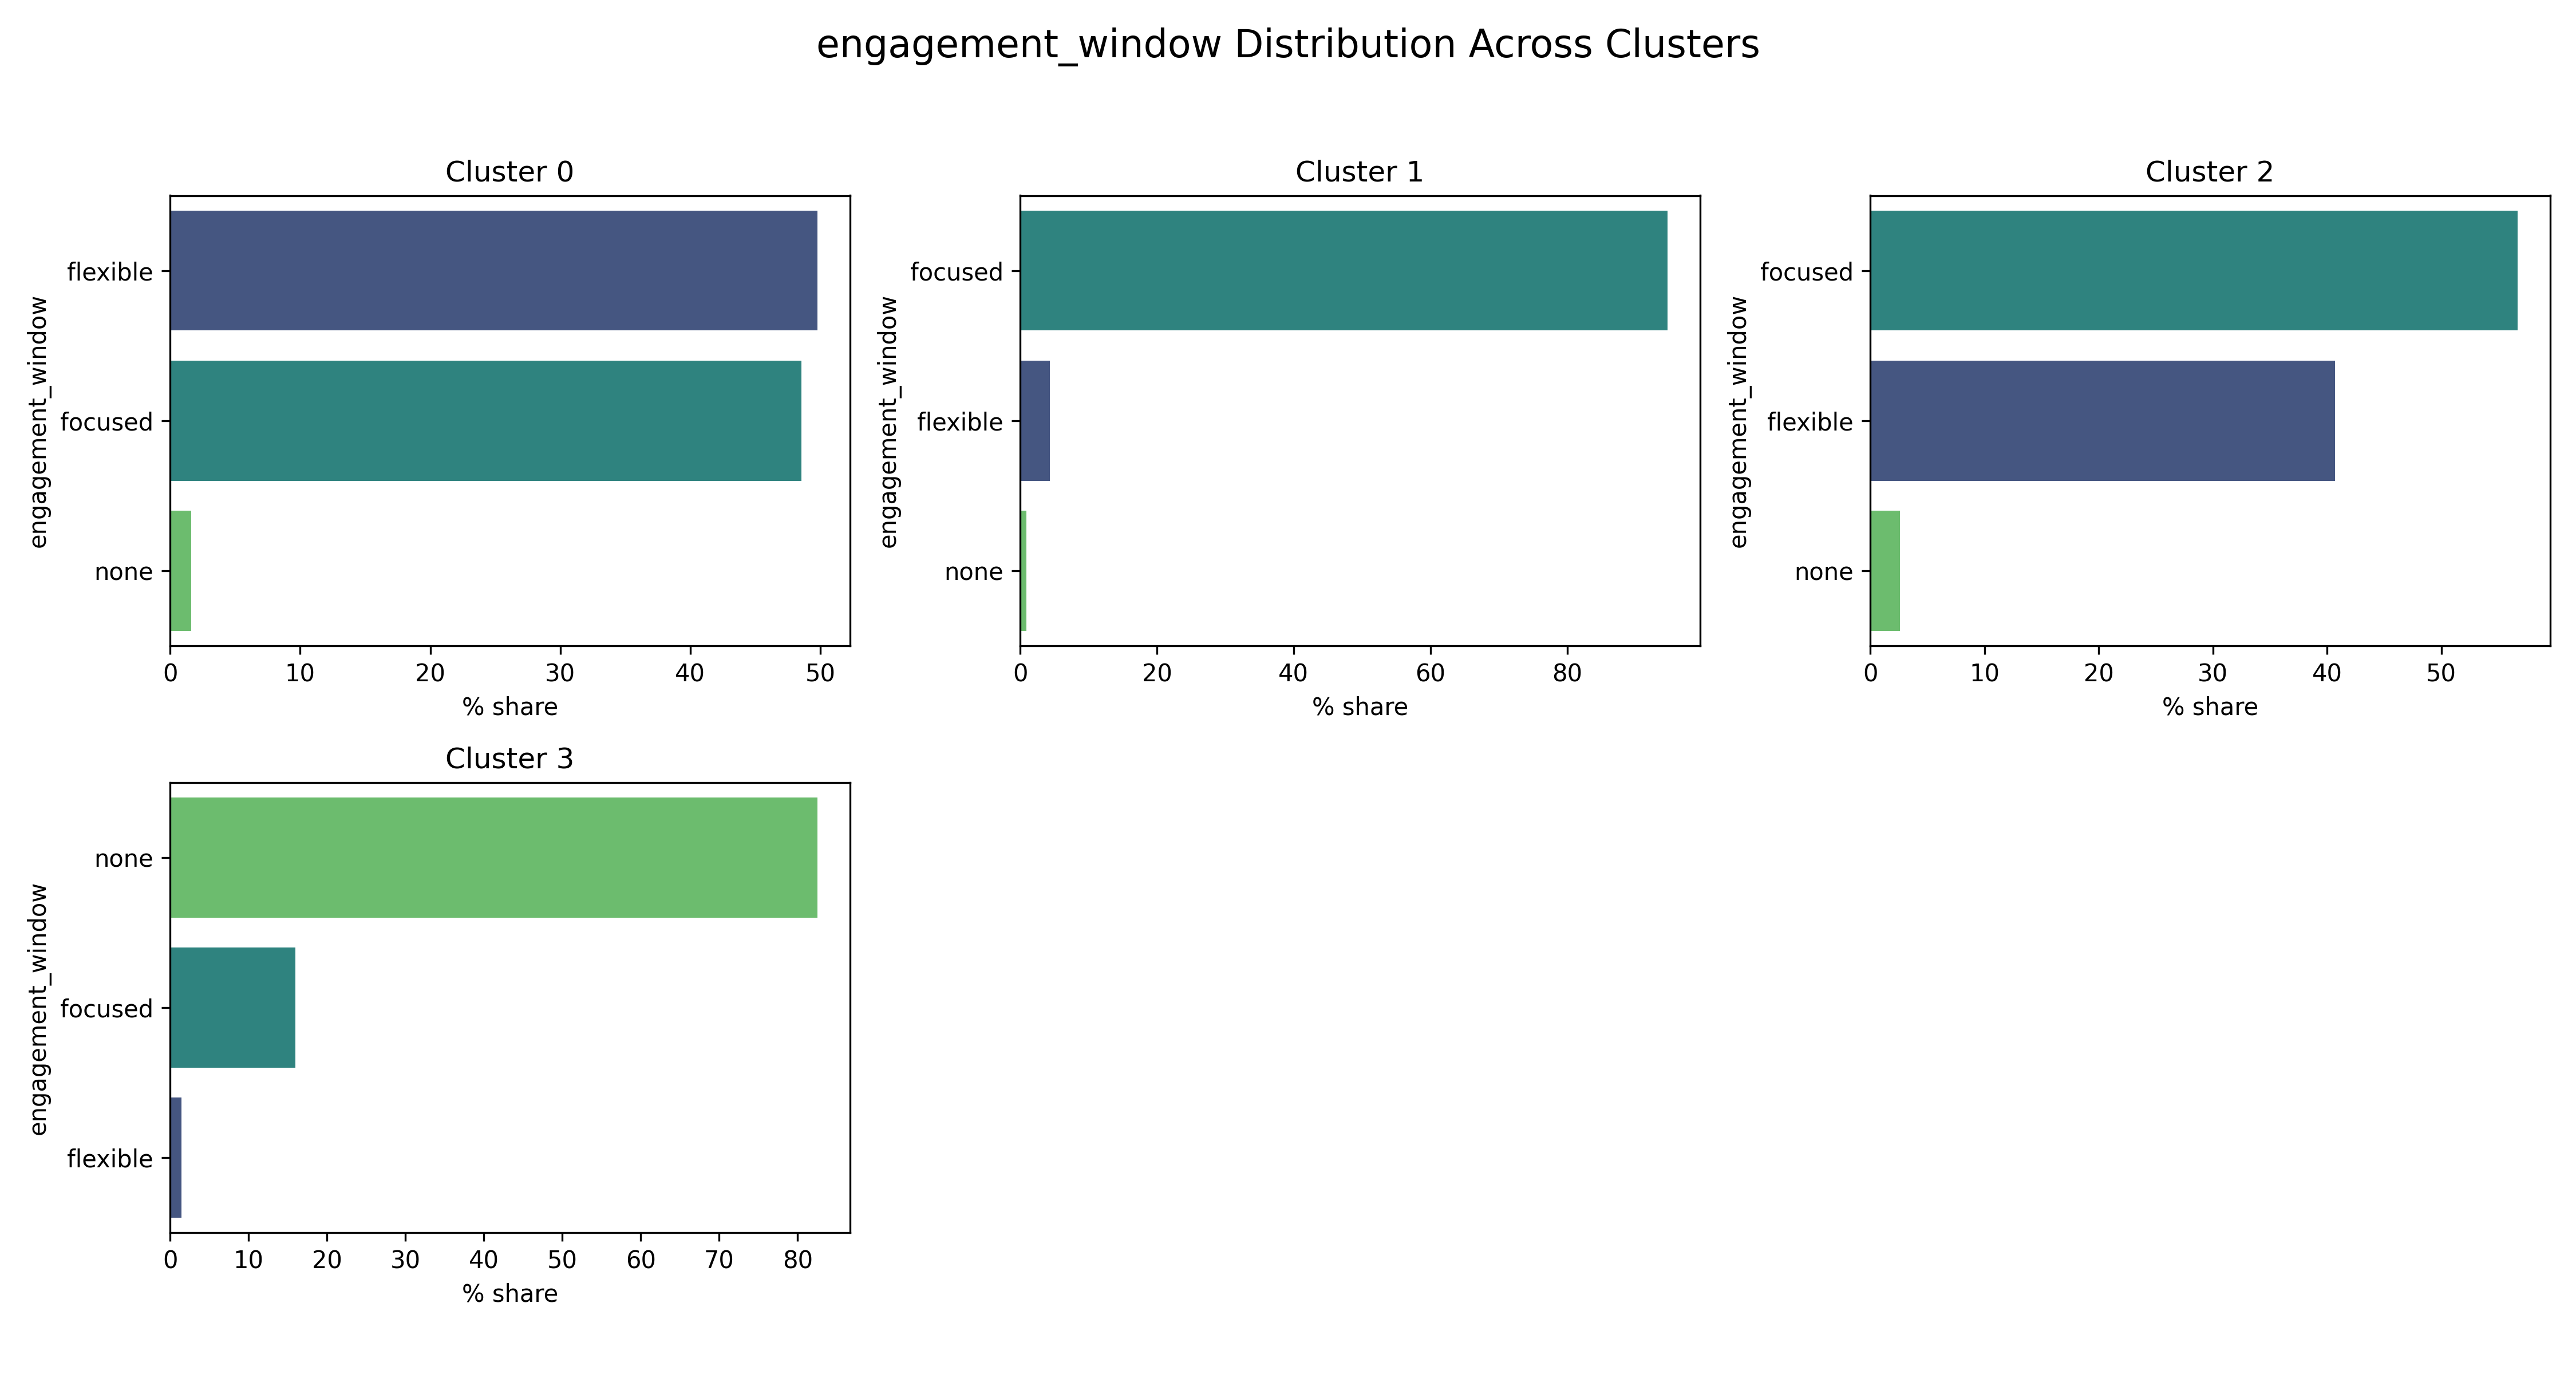 engagement_window Distribution Across Clusters
Cluster 0
engagement_window
flexible
focused
none
0 10 20 30 40 50
% share
Cluster 1
engagement_window
focused
flexible
none
0 20 40 60 80
% share
Cluster 2
engagement_window
focused
flexible
none
0 10 20 30 40 50
% share
Cluster 3
engagement_window
none
focused
flexible
0 10 20 30 40 50 60 70 80
% share